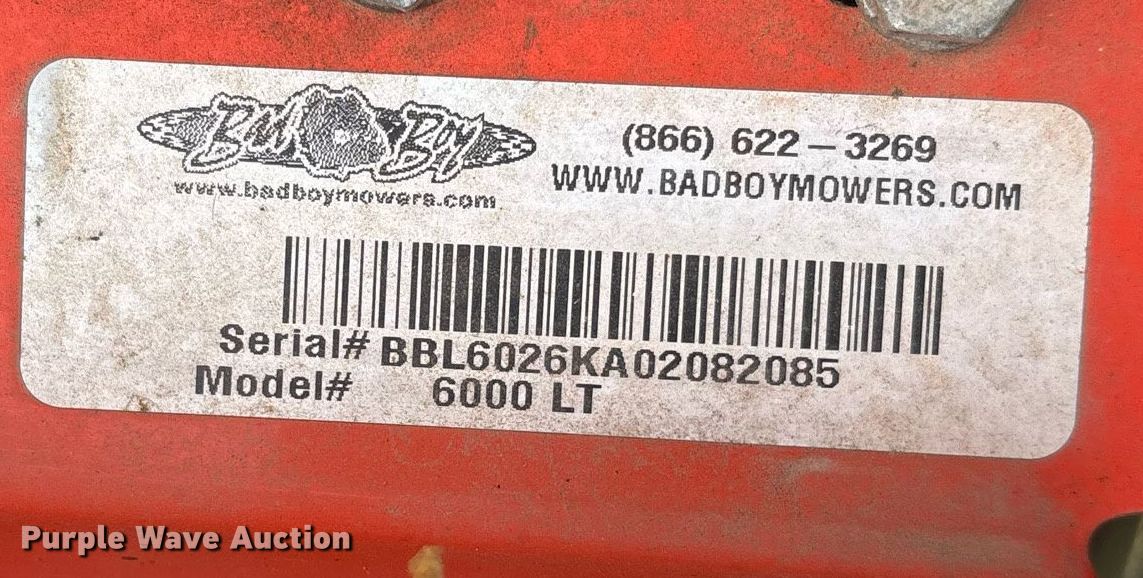 Bad Boy
www.badboymowers.com
(866) 622-3269
WWW.BADBOYMOWERS.COM
Serial# BBL6026KA02082085
Model# 6000 LT
Purple Wave Auction